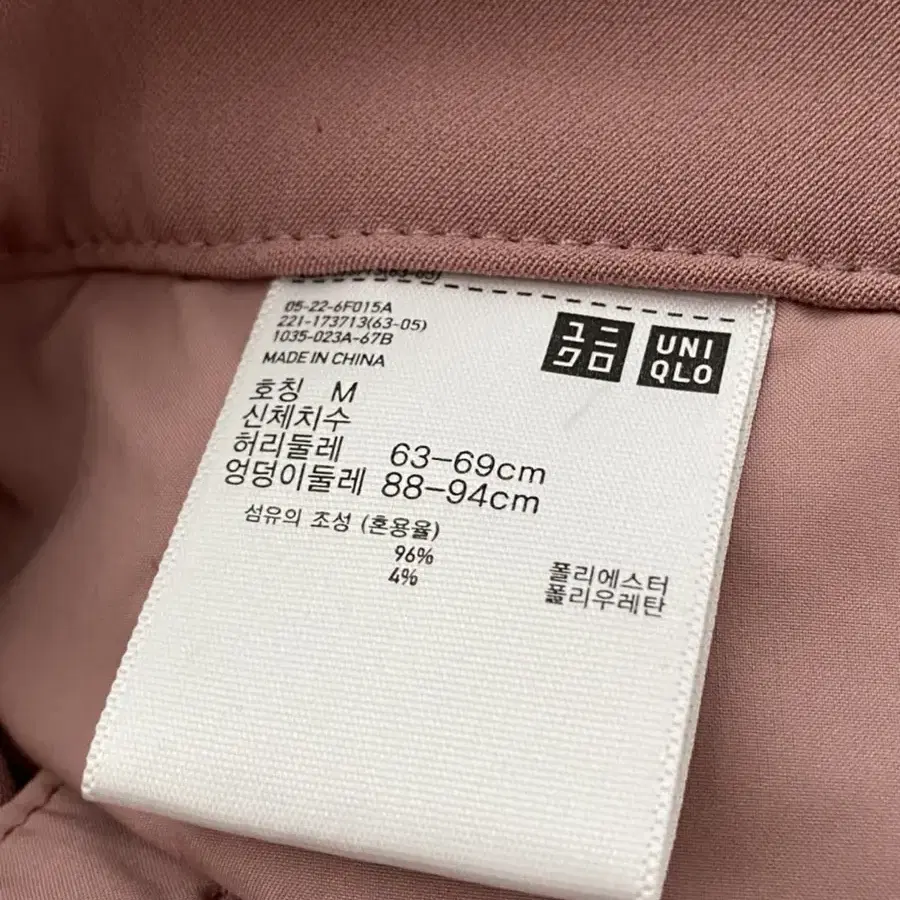 05-22-6F015A
221-173713(63-05)
1035-023A-67B
MADE IN CHINA
ユニ
クロ
UNI
QLO
호칭 M
신체치수
허리둘레 63-69cm
엉덩이둘레 88-94cm
섬유의 조성 (혼용율)
96% 폴리에스터
4% 폴리우레탄